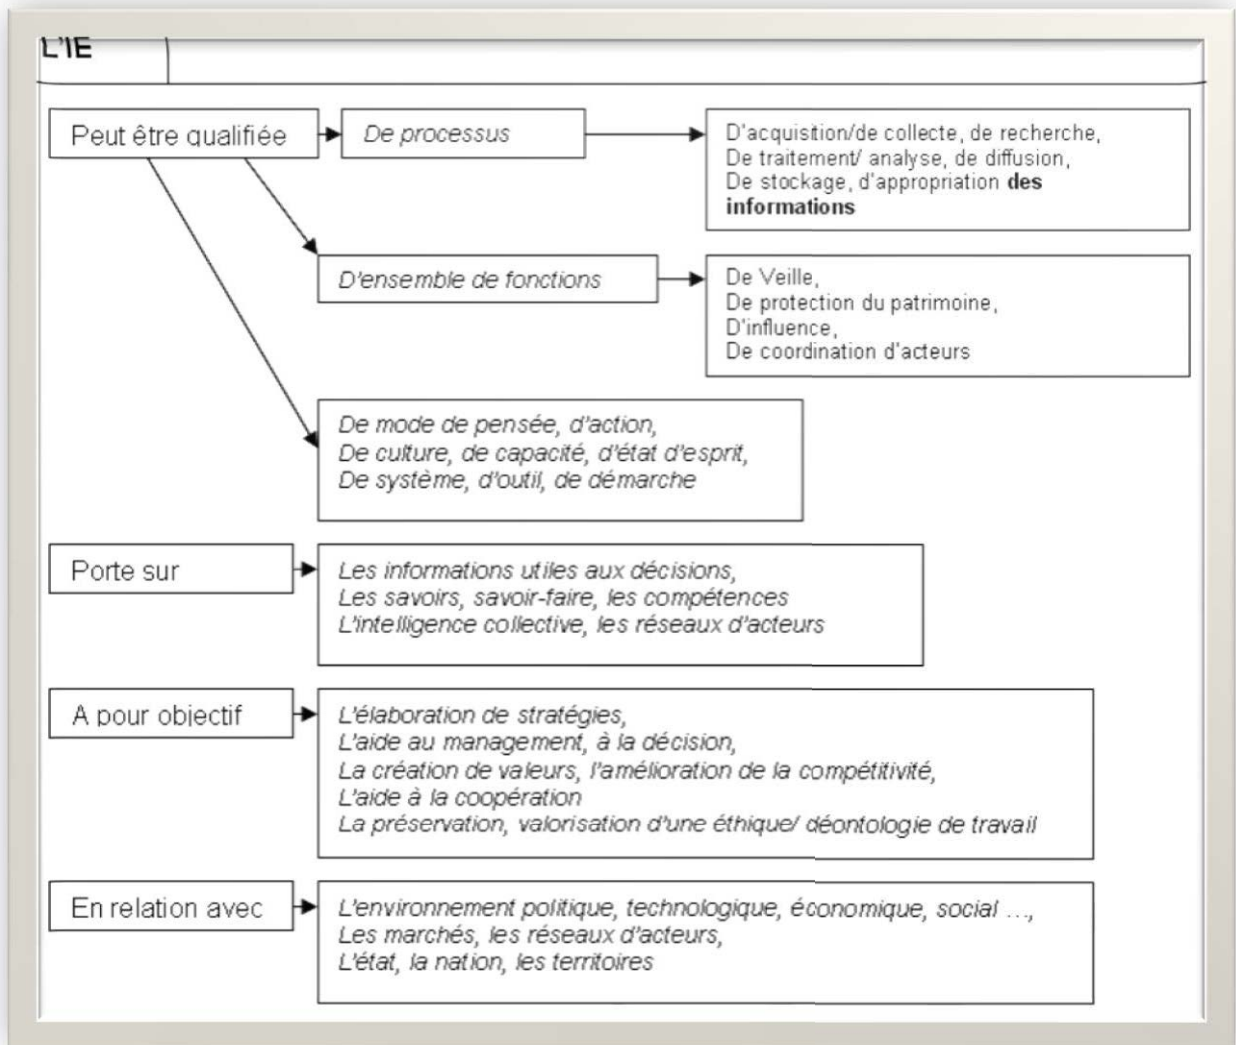 L'IE
Peut être qualifiée
De processus
D'acquisition/de collecte, de recherche,
De traitement/ analyse, de diffusion,
De stockage, d'appropriation des
informations
D'ensemble de fonctions
De Veille,
De protection du patrimoine,
D'influence,
De coordination d'acteurs
De mode de pensée, d'action,
De culture, de capacité, d'état d'esprit,
De système, d'outil, de démarche
Porte sur
Les informations utiles aux décisions,
Les savoirs, savoir-faire, les compétences
L'intelligence collective, les réseaux d'acteurs
A pour objectif
L'élaboration de stratégies,
L'aide au management, à la décision,
La création de valeurs, l'amélioration de la compétitivité,
L'aide à la coopération
La préservation, valorisation d'une éthique/ déontologie de travail
En relation avec
L'environnement politique, technologique, économique, social ...,
Les marchés, les réseaux d'acteurs,
L'état, la nation, les territoires